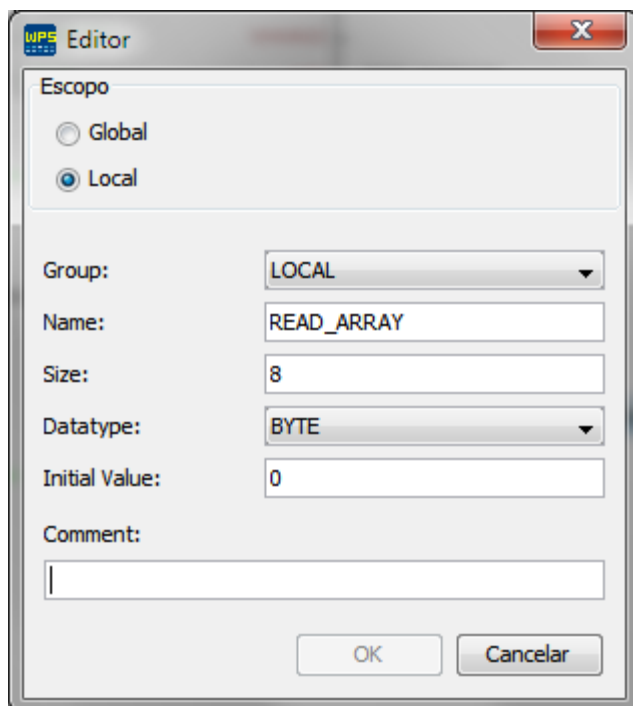 WPS Editor
Escopo
Global
Local
Group: LOCAL
Name: READ_ARRAY
Size: 8
Datatype: BYTE
Initial Value: 0
Comment:
OK Cancelar